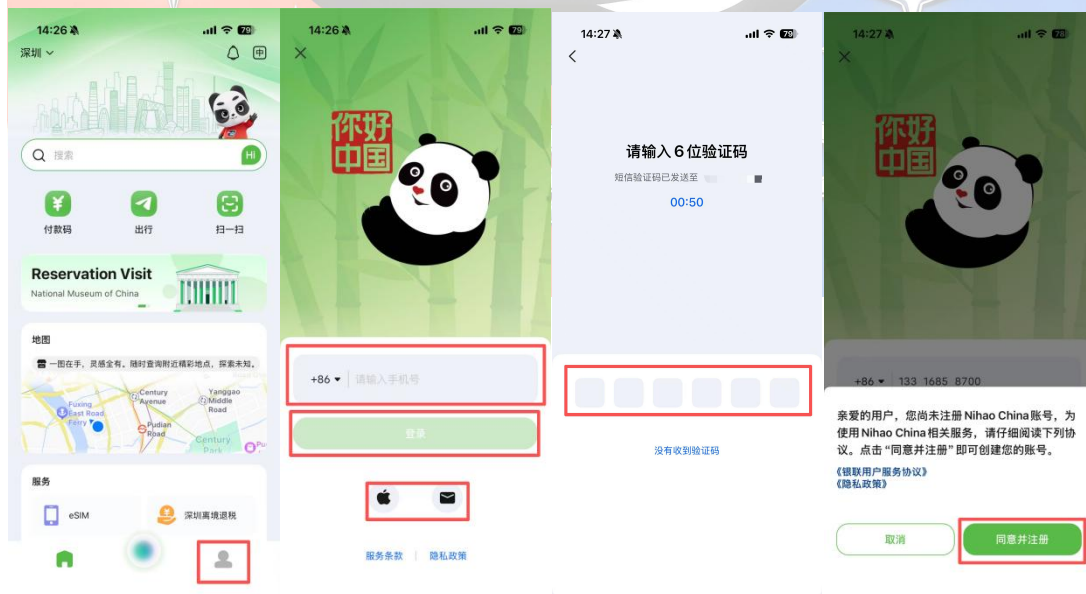 14:26
79
深圳
中
搜索
Hi
付款码
出行
扫一扫
Reservation Visit
National Museum of China
地图
一图在手，灵感全有。随时查询附近精彩地点，探索未知。
Fuxing
East Road
Ferry
Century
Avenue
Yanggao
Middle
Road
Pudian
Road
Century
Park
Pu
服务
eSIM
深圳离境退税
14:26
79
你好
中国
+86
请输入手机号
登录
服务条款 | 隐私政策
14:27
79
请输入6位验证码
短信验证码已发送至
00:50
没有收到验证码
14:27
78
你好
中国
+86 133 1685 8700
亲爱的用户，您尚未注册 Nihao China 账号，为
使用 Nihao China 相关服务，请仔细阅读下列协
议。点击“同意并注册”即可创建您的账号。
《银联用户服务协议》
《隐私政策》
取消
同意并注册